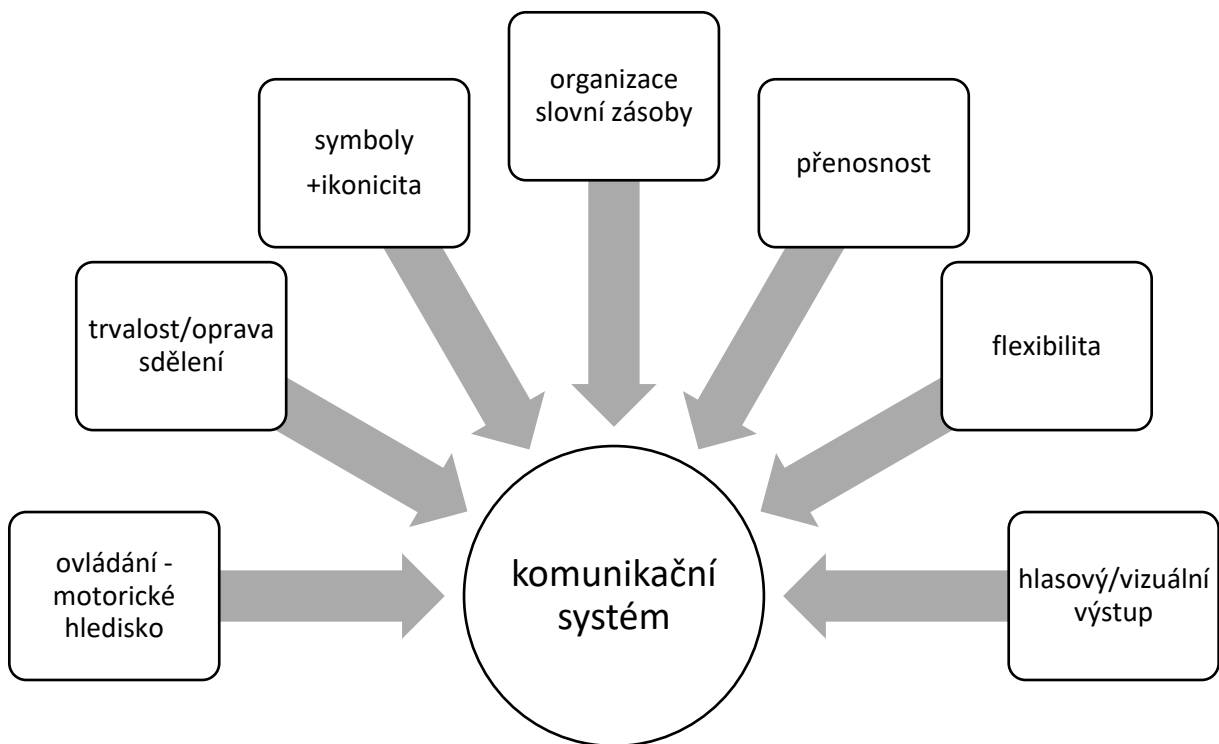 organizace
slovní zásoby
symboly
+ikonicita
přenosnost
trvalost/oprava
sdělení
flexibilita
ovládání -
motorické
hledisko
komunikační
systém
hlasový/vizuální
výstup